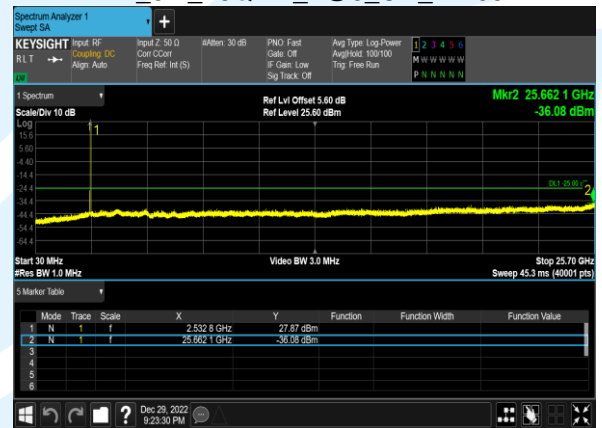 Spectrum Analyzer 1
Swept SA
+
KEYSIGHT Input: RF Input Z: 50 Ω #Atten: 30 dB PNO: Fast Avg Type: Log-Power 1 2 3 4 5 6
RLT Coupling: DC Corr CCorr Gate: Off Avg|Hold: 100/100 M W W W W W
Align: Auto Freq Ref: Int (S) IF Gain: Low Trig: Free Run
Sig Track: Off P N N N N N
1 Spectrum Ref Lvl Offset 5.60 dB Mkr2 25.662 1 GHz
Scale/Div 10 dB Ref Level 25.60 dBm -36.08 dBm
Log
1
15.6
5.60
-4.40
-14.4
-24.4
2
-34.4
-44.4
-54.4
-64.4
Start 30 MHz Video BW 3.0 MHz Stop 25.70 GHz
#Res BW 1.0 MHz Sweep 45.3 ms (40001 pts)
5 Marker Table
Mode Trace Scale X Y Function Function Width Function Value
1 N 1 f 2.532 8 GHz 27.87 dBm
2 N 1 f 25.662 1 GHz -36.08 dBm
3
4
5
6
? Dec 29, 2022
9:23:30 PM